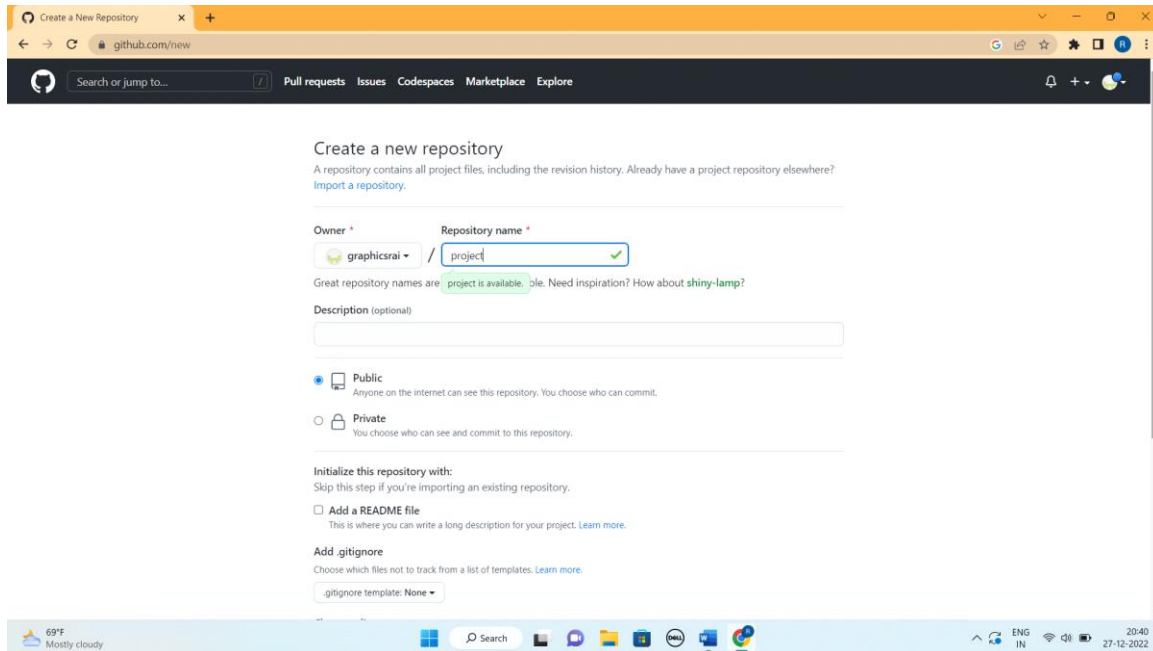 Create a New Repository
github.com/new
G
R
Search or jump to...
/
Pull requests Issues Codespaces Marketplace Explore
Create a new repository
A repository contains all project files, including the revision history. Already have a project repository elsewhere?
Import a repository.
Owner * Repository name *
graphicsrai / project
Great repository names are project is available. ple. Need inspiration? How about shiny-lamp?
Description (optional)
Public
Anyone on the internet can see this repository. You choose who can commit.
Private
You choose who can see and commit to this repository.
Initialize this repository with:
Skip this step if you're importing an existing repository.
Add a README file
This is where you can write a long description for your project. Learn more.
Add .gitignore
Choose which files not to track from a list of templates. Learn more.
.gitignore template: None
69°F
Mostly cloudy
Search
DELL
W
R
ENG
IN
20:40
27-12-2022